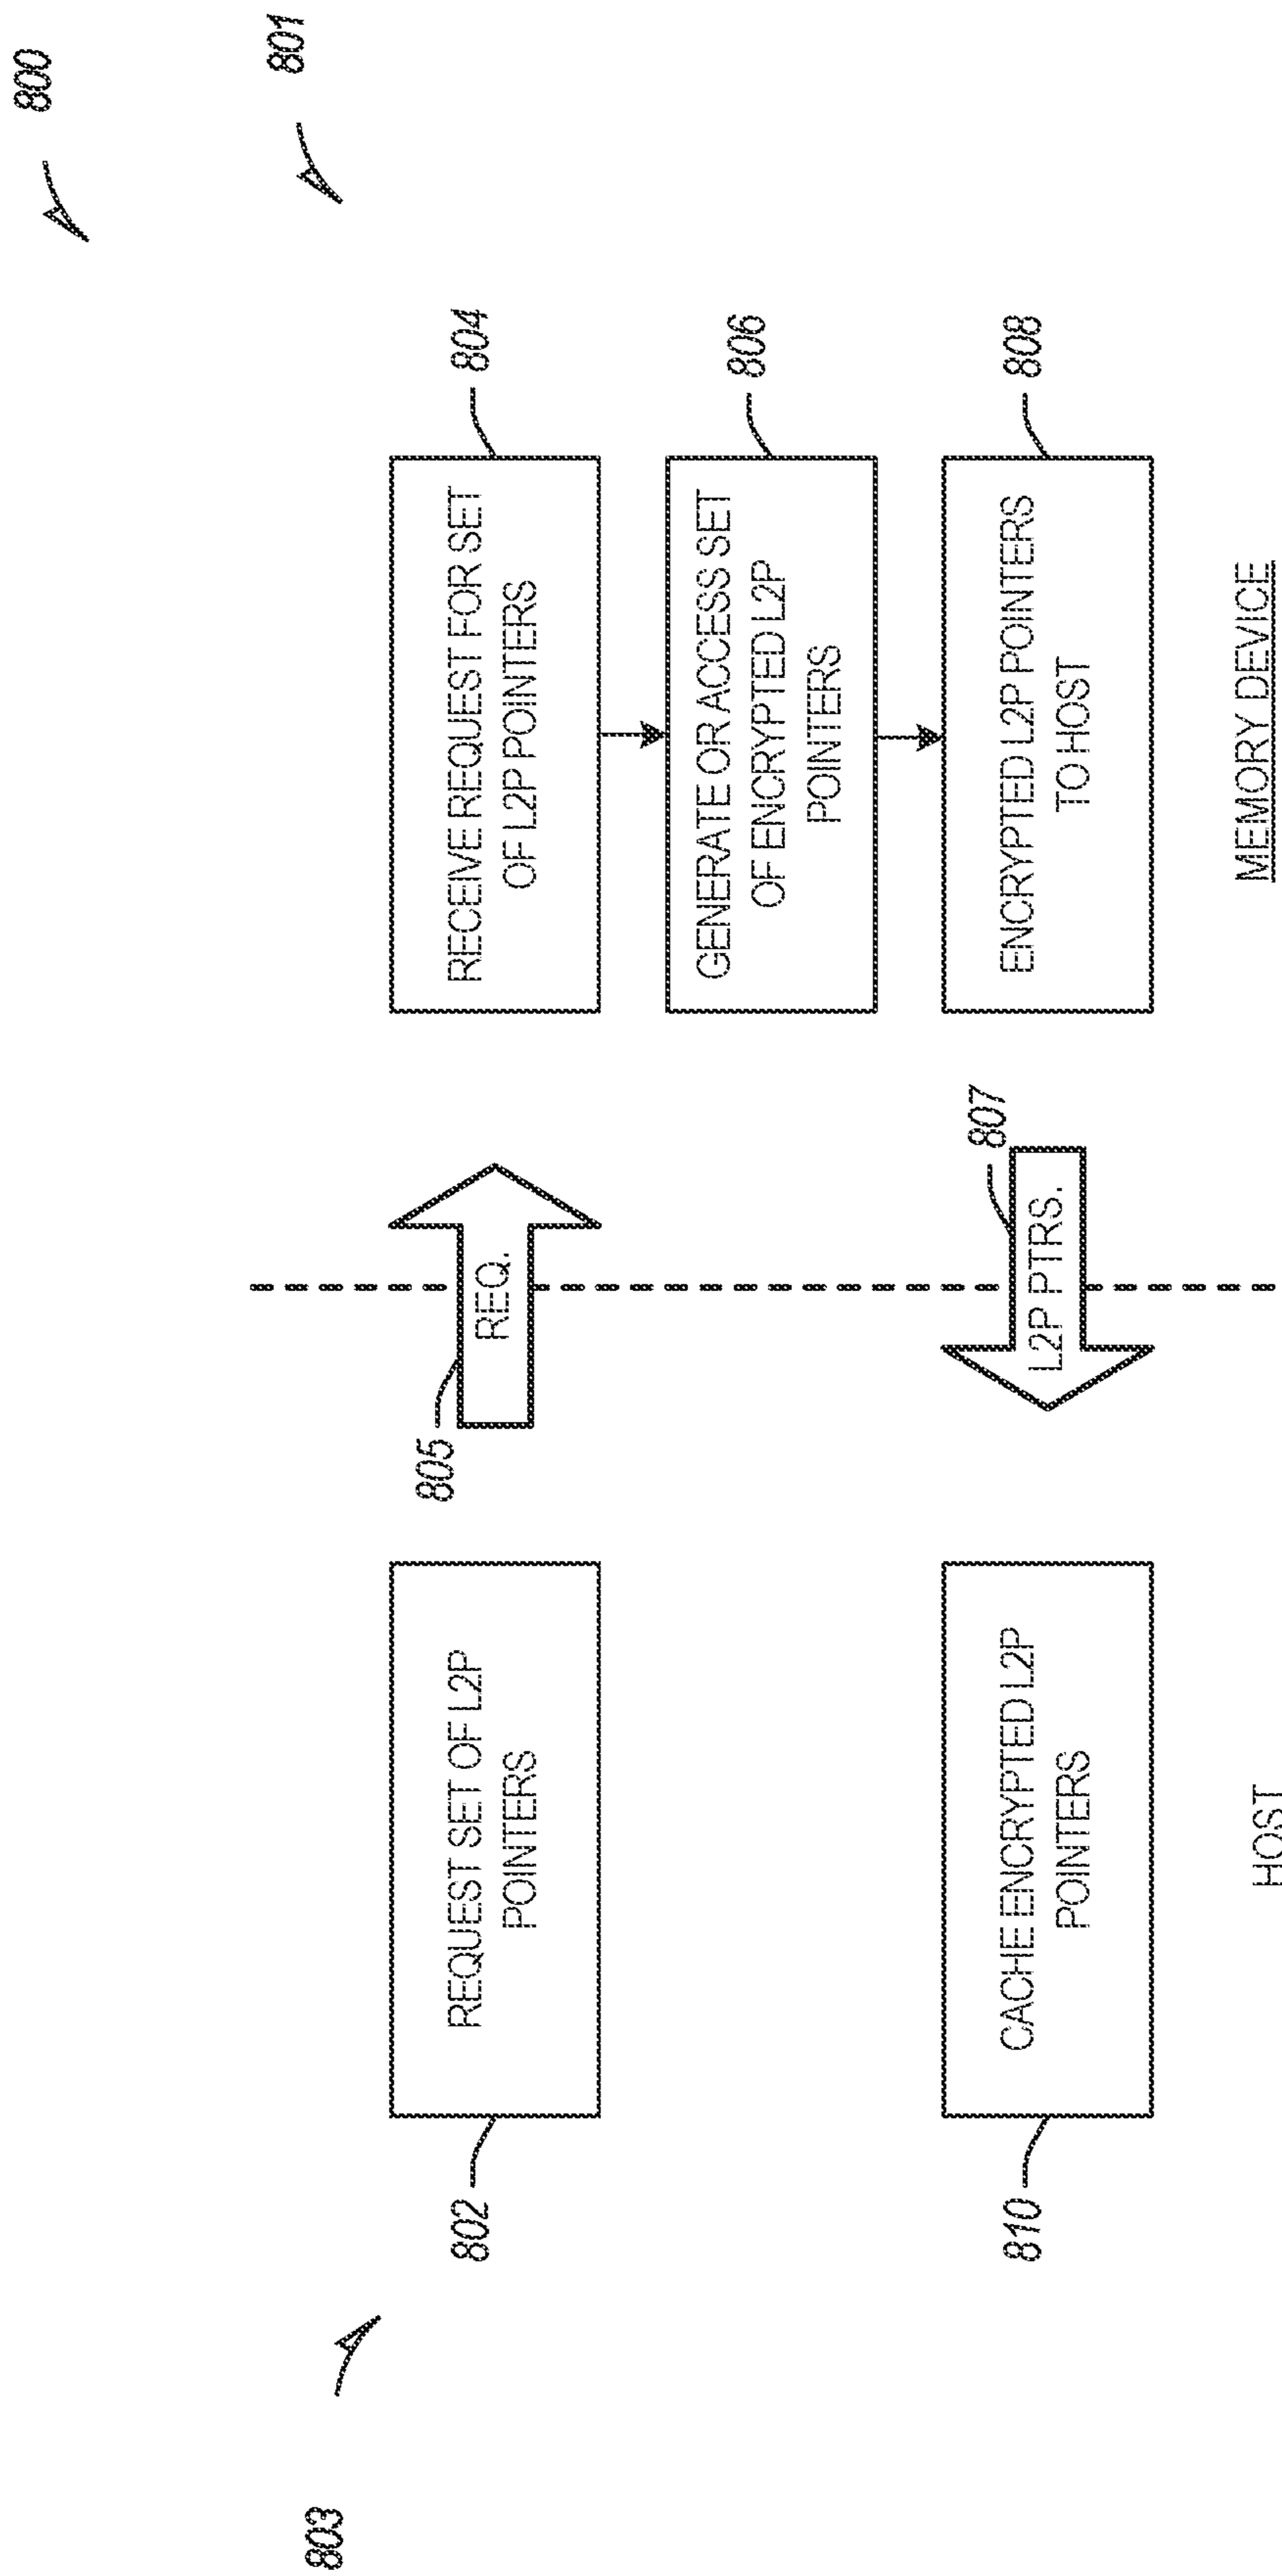 800
801
803
802
REQUEST SET OF L2P
POINTERS
805
REQ.
RECEIVE REQUEST FOR SET
OF L2P POINTERS
804
GENERATE OR ACCESS SET
OF ENCRYPTED L2P
POINTERS
806
810
CACHE ENCRYPTED L2P
POINTERS
807
L2P PTRS.
ENCRYPTED L2P POINTERS
TO HOST
808
HOST
MEMORY DEVICE